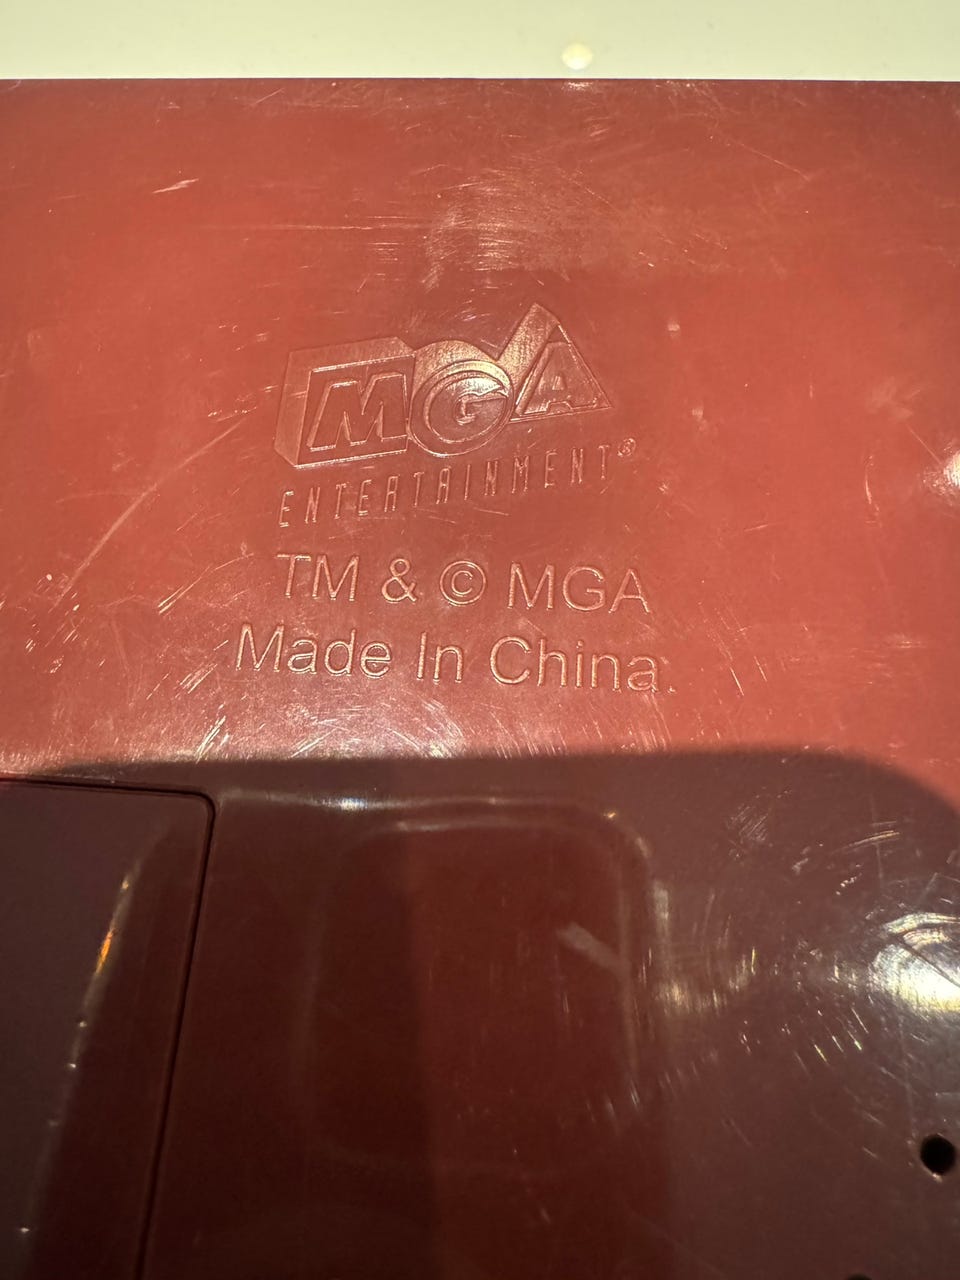 MGA
ENTERTAINMENT®
TM & © MGA
Made In China.